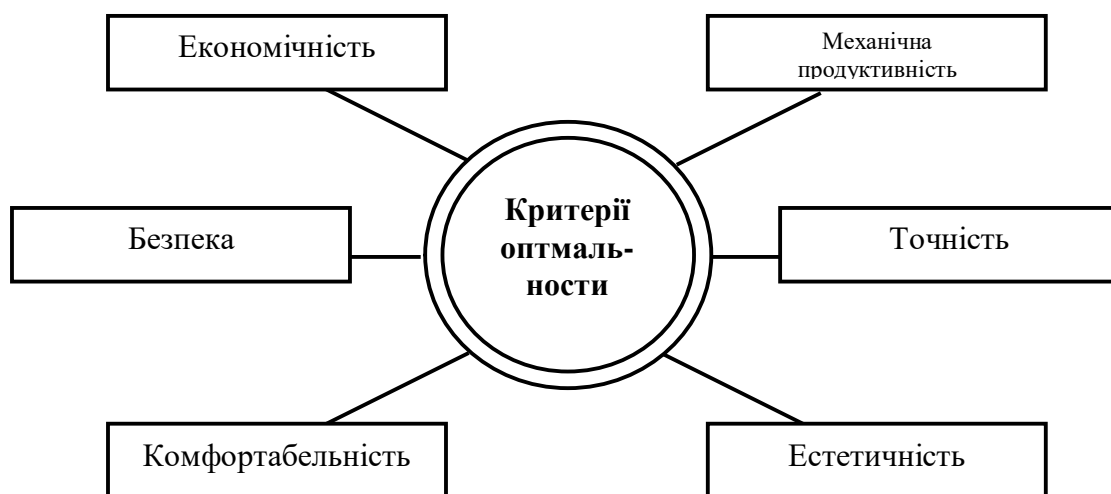 Економічність
Механічна
продуктивність
Критерії
оптмаль-
ности
Безпека
Точність
Комфортабельність
Естетичність